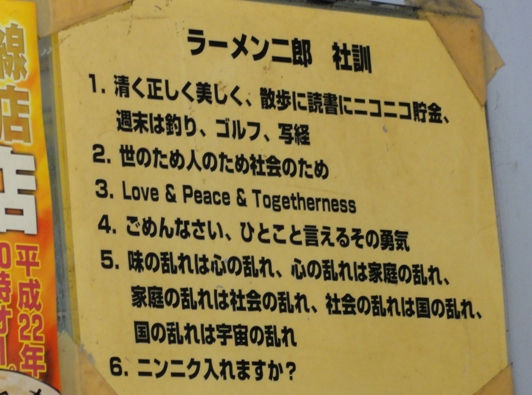 ラーメン二郎 社訓
1. 清く正しく美しく、散歩に読書にニコニコ貯金、
週末は釣り、ゴルフ、写経
2. 世のため人のため社会のため
3. Love & Peace & Togetherness
4. ごめんなさい、ひとこと言えるその勇気
5. 味の乱れは心の乱れ、心の乱れは家庭の乱れ、
家庭の乱れは社会の乱れ、社会の乱れは国の乱れ、
国の乱れは宇宙の乱れ
6. ニンニク入れますか？
線店
店
平成22年
0時オ